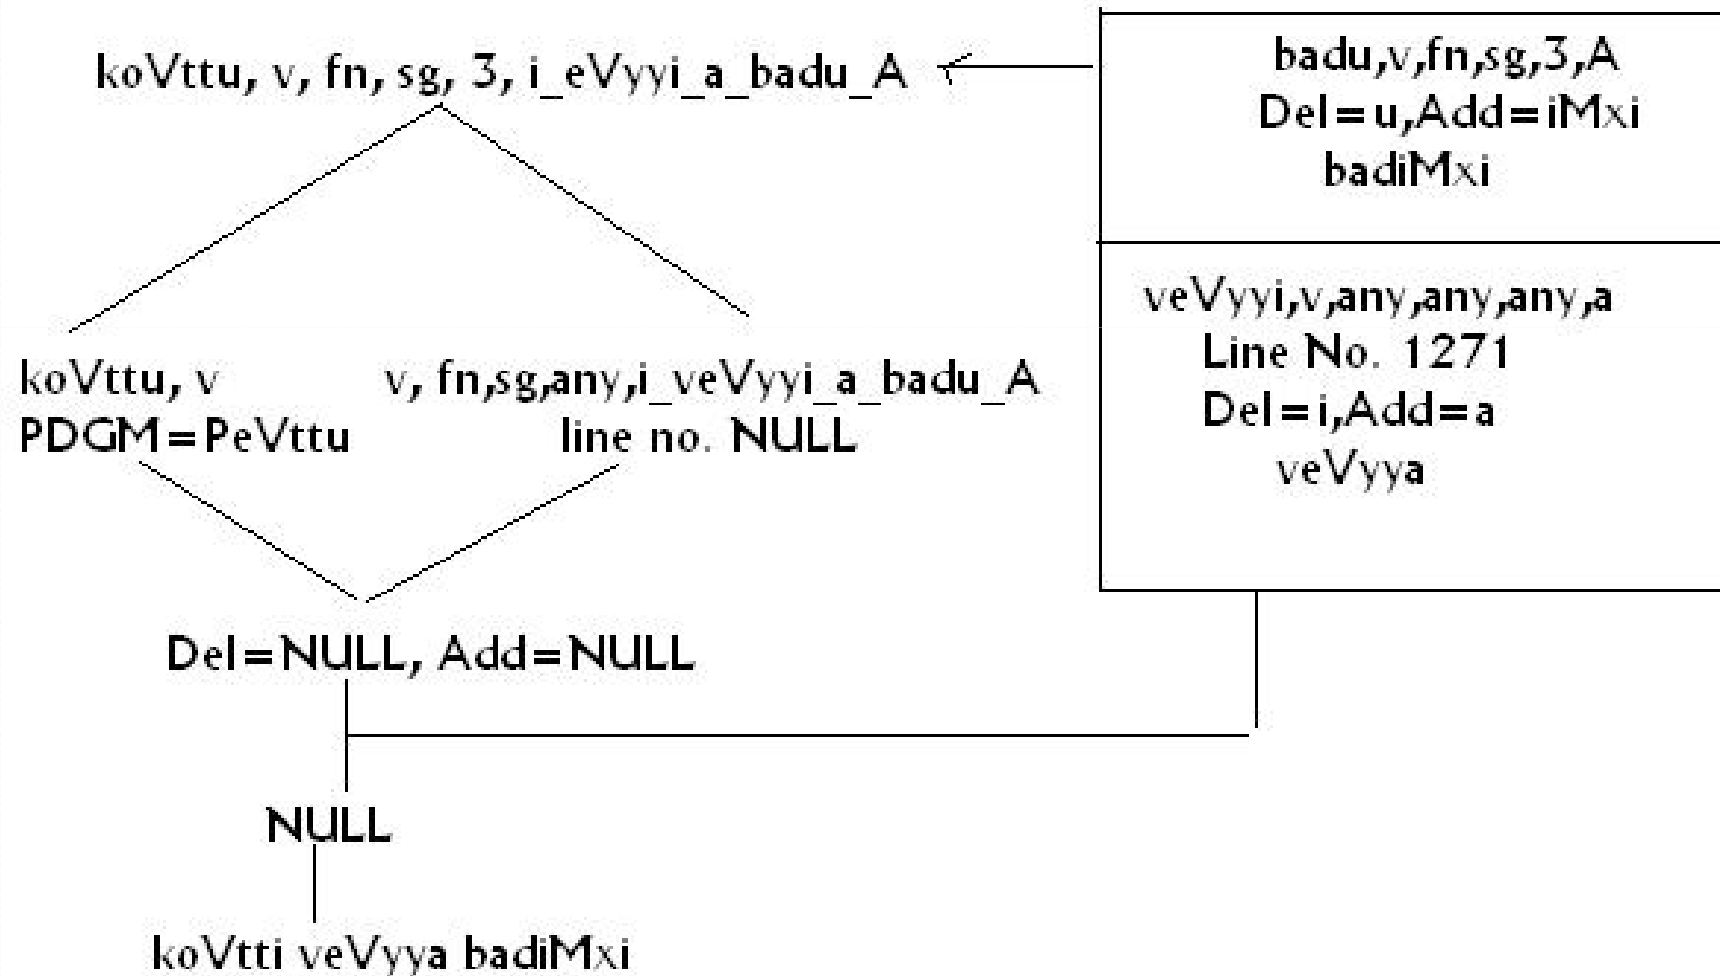 koVttu, v, fn, sg, 3, i_eVyyi_a_badu_A
badu,v,fn,sg,3,A
Del=u,Add=iMxi
badiMxi
veVyyi,v,any,any,any,a
Line No. 1271
Del=i,Add=a
veVyya
koVttu, v
PDGM=PeVttu
v, fn,sg,any,i_veVyyi_a_badu_A
line no. NULL
Del=NULL, Add=NULL
NULL
koVtti veVyya badiMxi